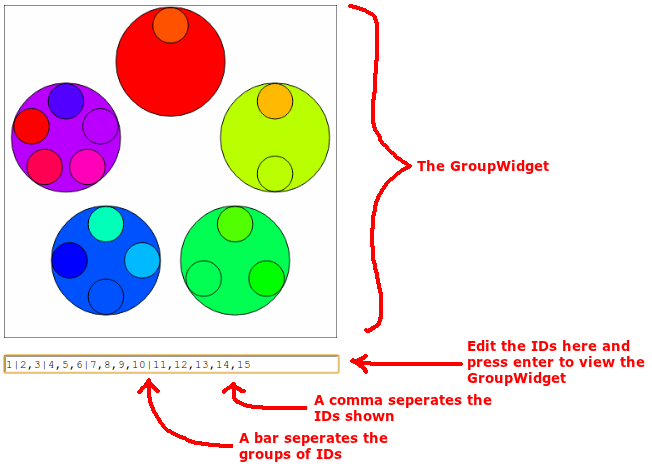 The GroupWidget
Edit the IDs here and
press enter to view the
GroupWidget
1|2,3|4,5,6|7,8,9,10|11,12,13,14,15
A comma seperates the
IDs shown
A bar seperates the
groups of IDs